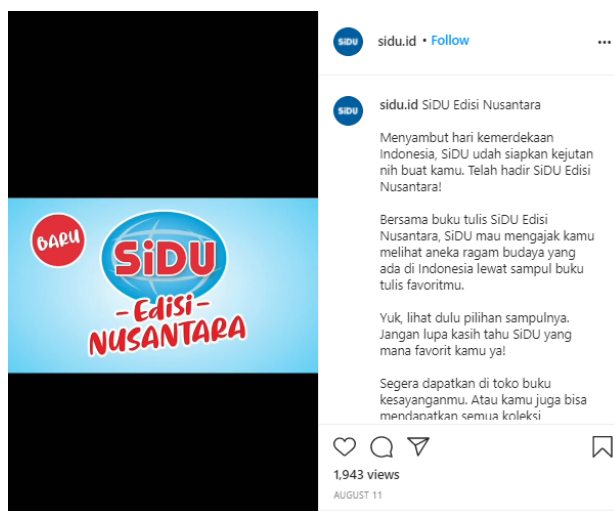 BARU
SiDU
-Edisi-
NUSANTARA
SiDU
sidu.id • Follow
SiDU
sidu.id SiDU Edisi Nusantara
Menyambut hari kemerdekaan
Indonesia, SiDU udah siapkan kejutan
nih buat kamu. Telah hadir SiDU Edisi
Nusantara!
Bersama buku tulis SiDU Edisi
Nusantara, SiDU mau mengajak kamu
melihat aneka ragam budaya yang
ada di Indonesia lewat sampul buku
tulis favoritmu.
Yuk, lihat dulu pilihan sampulnya.
Jangan lupa kasih tahu SiDU yang
mana favorit kamu ya!
Segera dapatkan di toko buku
kesayanganmu. Atau kamu juga bisa
mendapatkan semua koleksi
1,943 views
AUGUST 11